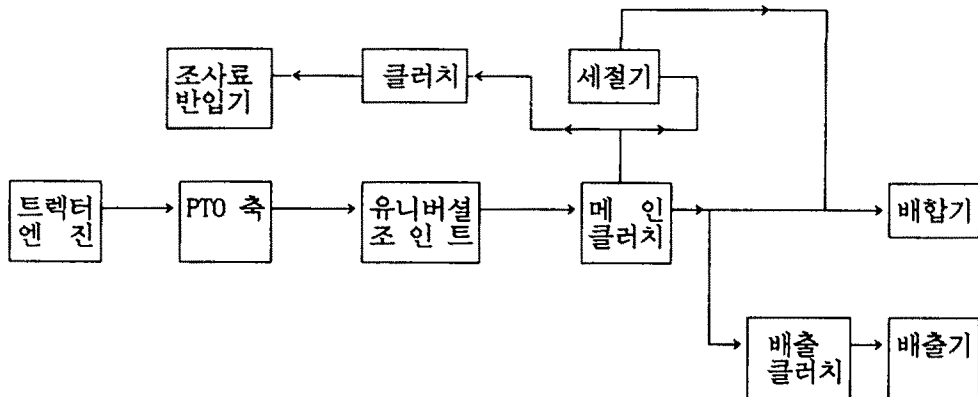 조사료
반입기
클러치
세절기
트렉터
엔 진
PTO 축
유니버셜
조 인 트
메 인
클러치
배합기
배출
클러치
배출기